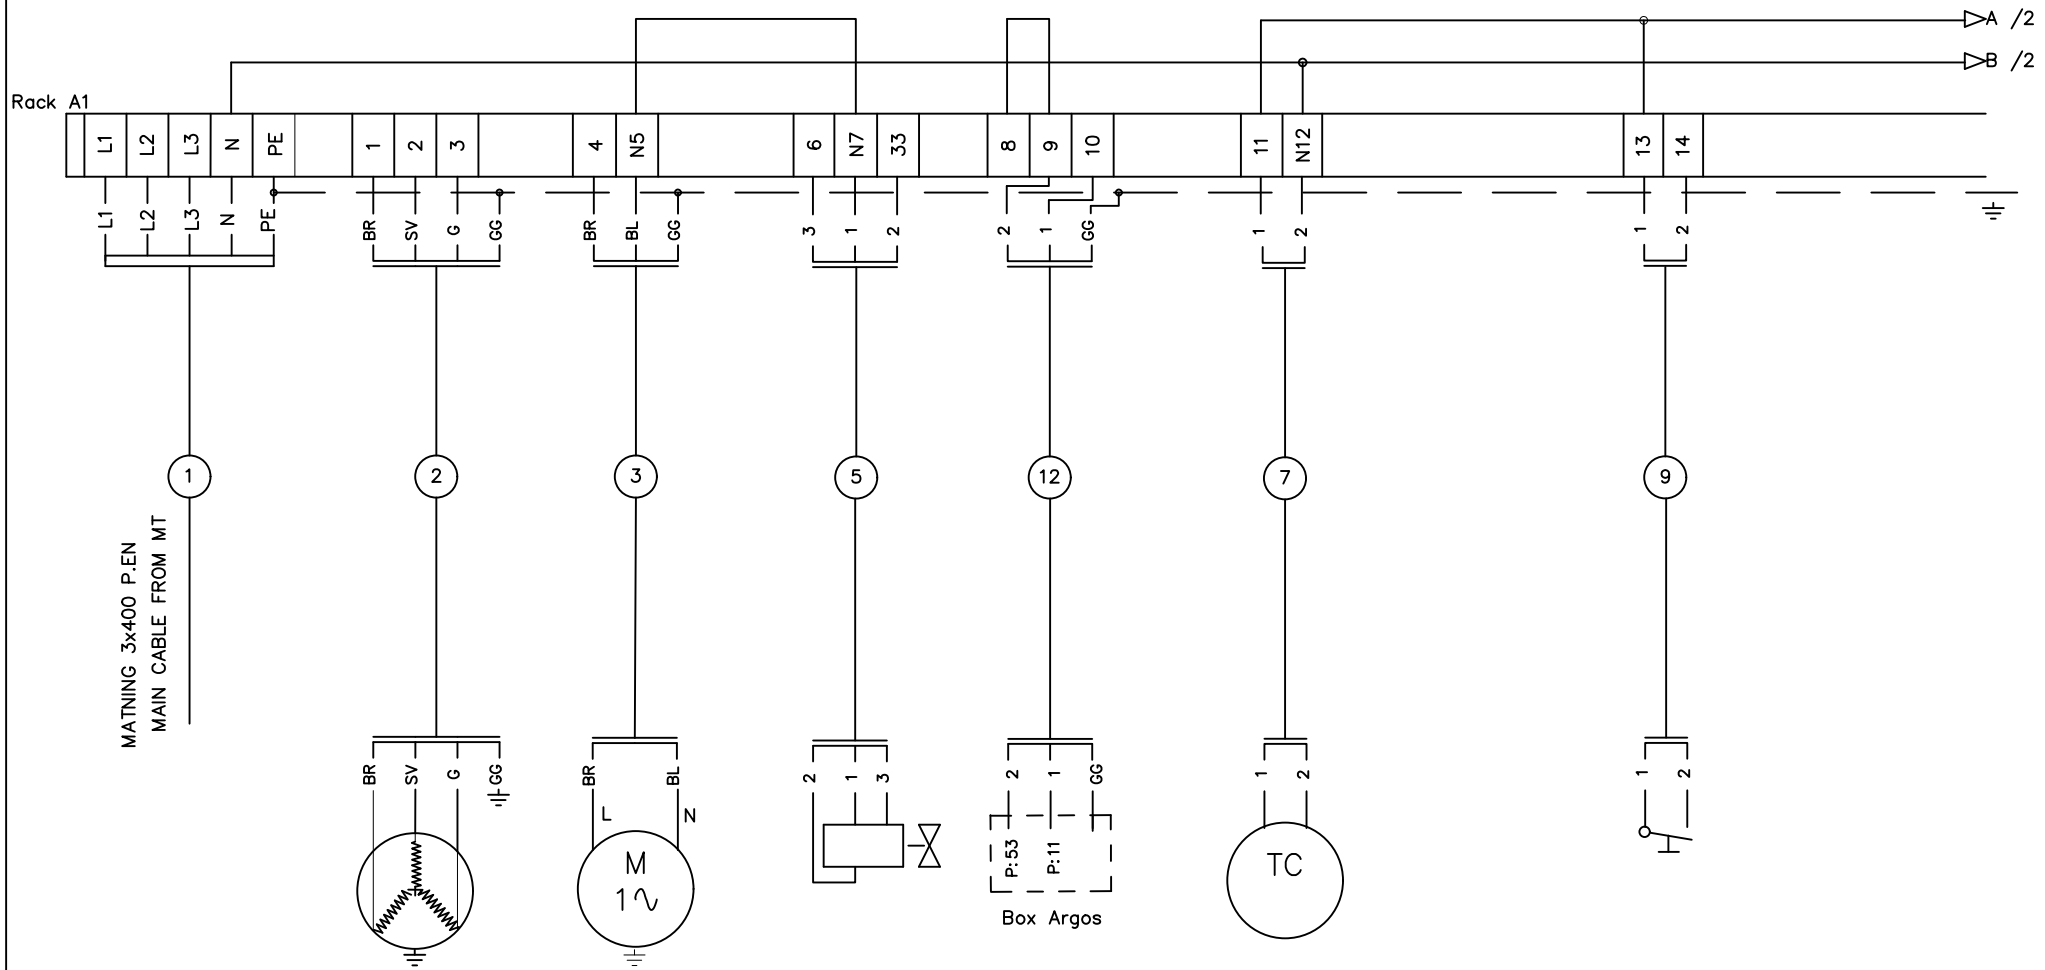 A /2
B /2
Rack A1
L1 L2 L3 N PE 1 2 3 4 N5 6 N7 33 8 9 10 11 N12 13 14
L1 L2 L3 N PE BR SV G GG BR BL GG 3 1 2 2 1 GG 1 2 1 2
1 2 3 5 12 7 9
MATNING 3x400 P.EN
MAIN CABLE FROM MT
BR SV G GG BR BL 2 1 3 2 1 GG 1 2 1 2
L N
P:53 P:11
M
1
TC
Box Argos